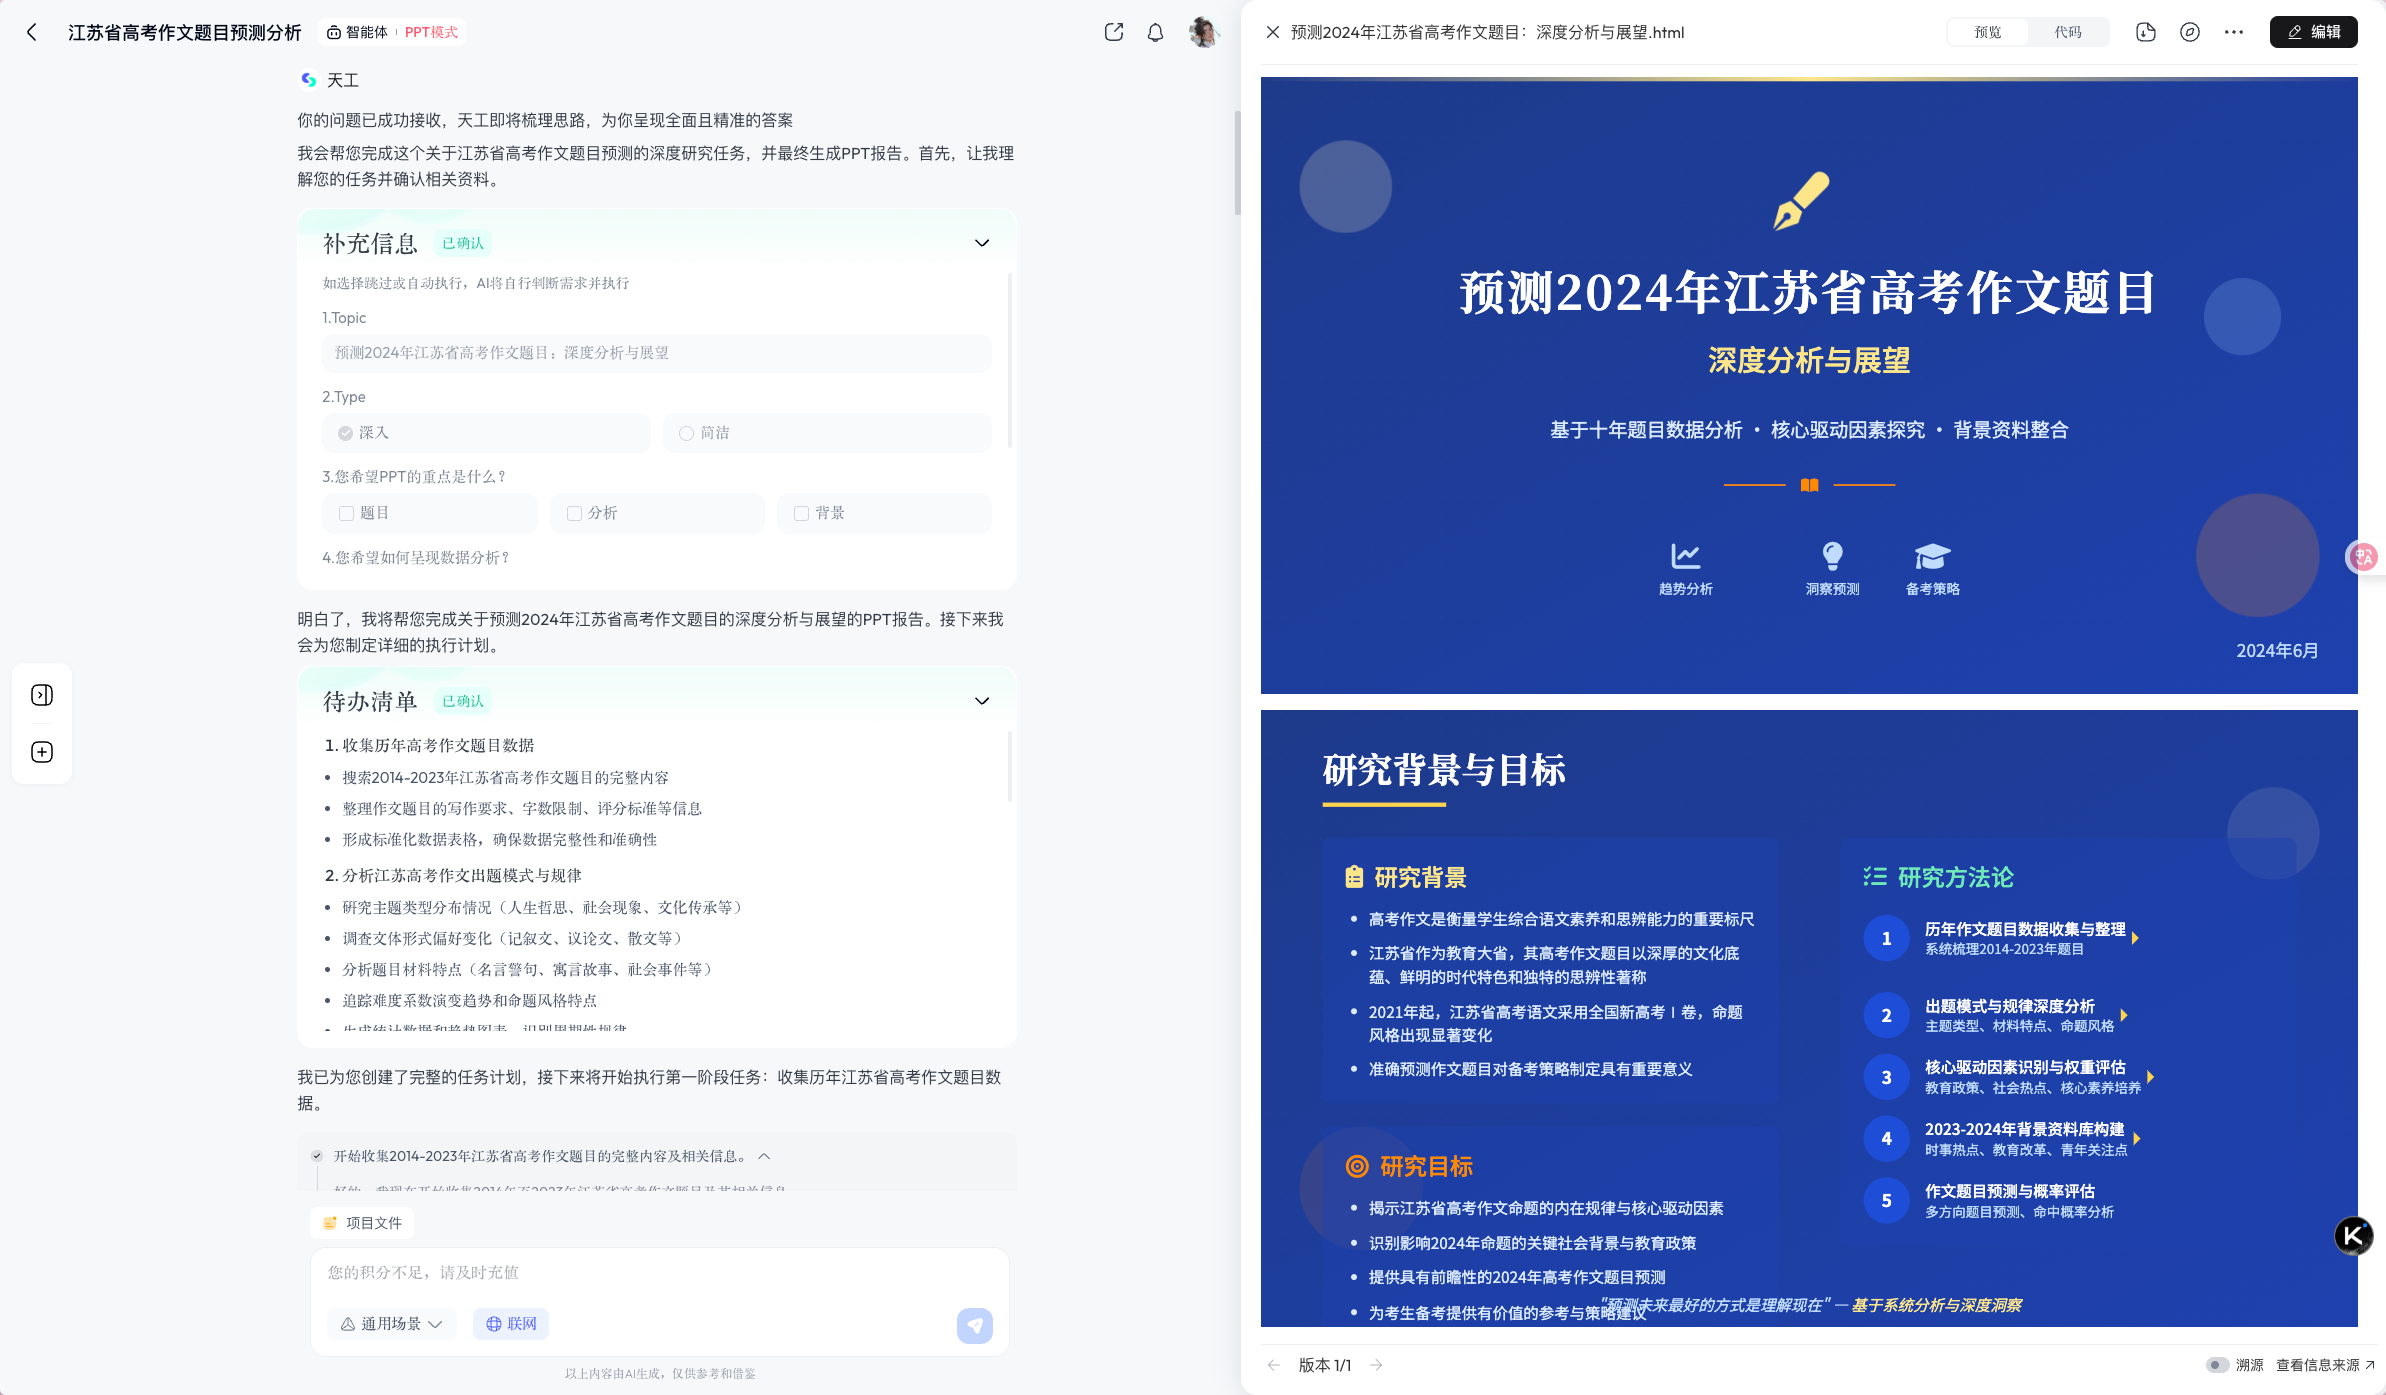 江苏省高考作文题目预测分析
智能体
PPT模式
天工
你的问题已成功接收，天工即将梳理思路，为你呈现全面且精准的答案
我会帮您完成这个关于江苏省高考作文题目预测的深度研究任务，并最终生成PPT报告。首先，让我理
解您的任务并确认相关资料。
补充信息 已确认
如选择跳过或自动执行，AI将自行判断需求并执行
1.Topic
预测2024年江苏省高考作文题目：深度分析与展望
2.Type
深入 简洁
3.您希望PPT的重点是什么？
题目 分析 背景
4.您希望如何呈现数据分析？
明白了，我将帮您完成关于预测2024年江苏省高考作文题目的深度分析与展望的PPT报告。接下来我
会为您制定详细的执行计划。
待办清单 已确认
1. 收集历年高考作文题目数据
• 搜索2014-2023年江苏省高考作文题目的完整内容
• 整理作文题目的写作要求、字数限制、评分标准等信息
• 形成标准化数据表格，确保数据完整性和准确性
2. 分析江苏高考作文出题模式与规律
• 研究主题类型分布情况（人生哲思、社会现象、文化传承等）
• 调查文体形式偏好变化（记叙文、议论文、散文等）
• 分析题目材料特点（名言警句、寓言故事、社会事件等）
• 追踪难度系数演变趋势和命题风格特点
我已为您创建了完整的任务计划，接下来将开始执行第一阶段任务：收集历年江苏省高考作文题目数
据。
开始收集2014-2023年江苏省高考作文题目的完整内容及相关信息。
项目文件
您的积分不足，请及时充值
通用场景 联网
以上内容由AI生成，仅供参考和借鉴
预测2024年江苏省高考作文题目：深度分析与展望.html
预览 代码
编辑
预测2024年江苏省高考作文题目
深度分析与展望
基于十年题目数据分析 • 核心驱动因素探究 • 背景资料整合
趋势分析 洞察预测 备考策略
2024年6月
研究背景与目标
研究背景
• 高考作文是衡量学生综合语文素养和思辨能力的重要标尺
• 江苏省作为教育大省，其高考作文题目以深厚的文化底
蕴、鲜明的时代特色和独特的思辨性著称
• 2021年起，江苏省高考语文采用全国新高考Ⅰ卷，命题
风格出现显著变化
• 准确预测作文题目对备考策略制定具有重要意义
研究目标
• 揭示江苏省高考作文命题的内在规律与核心驱动因素
• 识别影响2024年命题的关键社会背景与教育政策
• 提供具有前瞻性的2024年高考作文题目预测
• 为考生备考提供有价值的参考与策略建议
研究方法论
1 历年作文题目数据收集与整理
系统梳理2014-2023年题目
2 出题模式与规律深度分析
主题类型、材料特点、命题风格
3 核心驱动因素识别与权重评估
教育政策、社会热点、核心素养培养
4 2023-2024年背景资料库构建
时事热点、教育改革、青年关注点
5 作文题目预测与概率评估
多方向题目预测、命中概率分析
"预测未来最好的方式是理解现在" — 基于系统分析与深度洞察
版本 1/1
溯源 查看信息来源